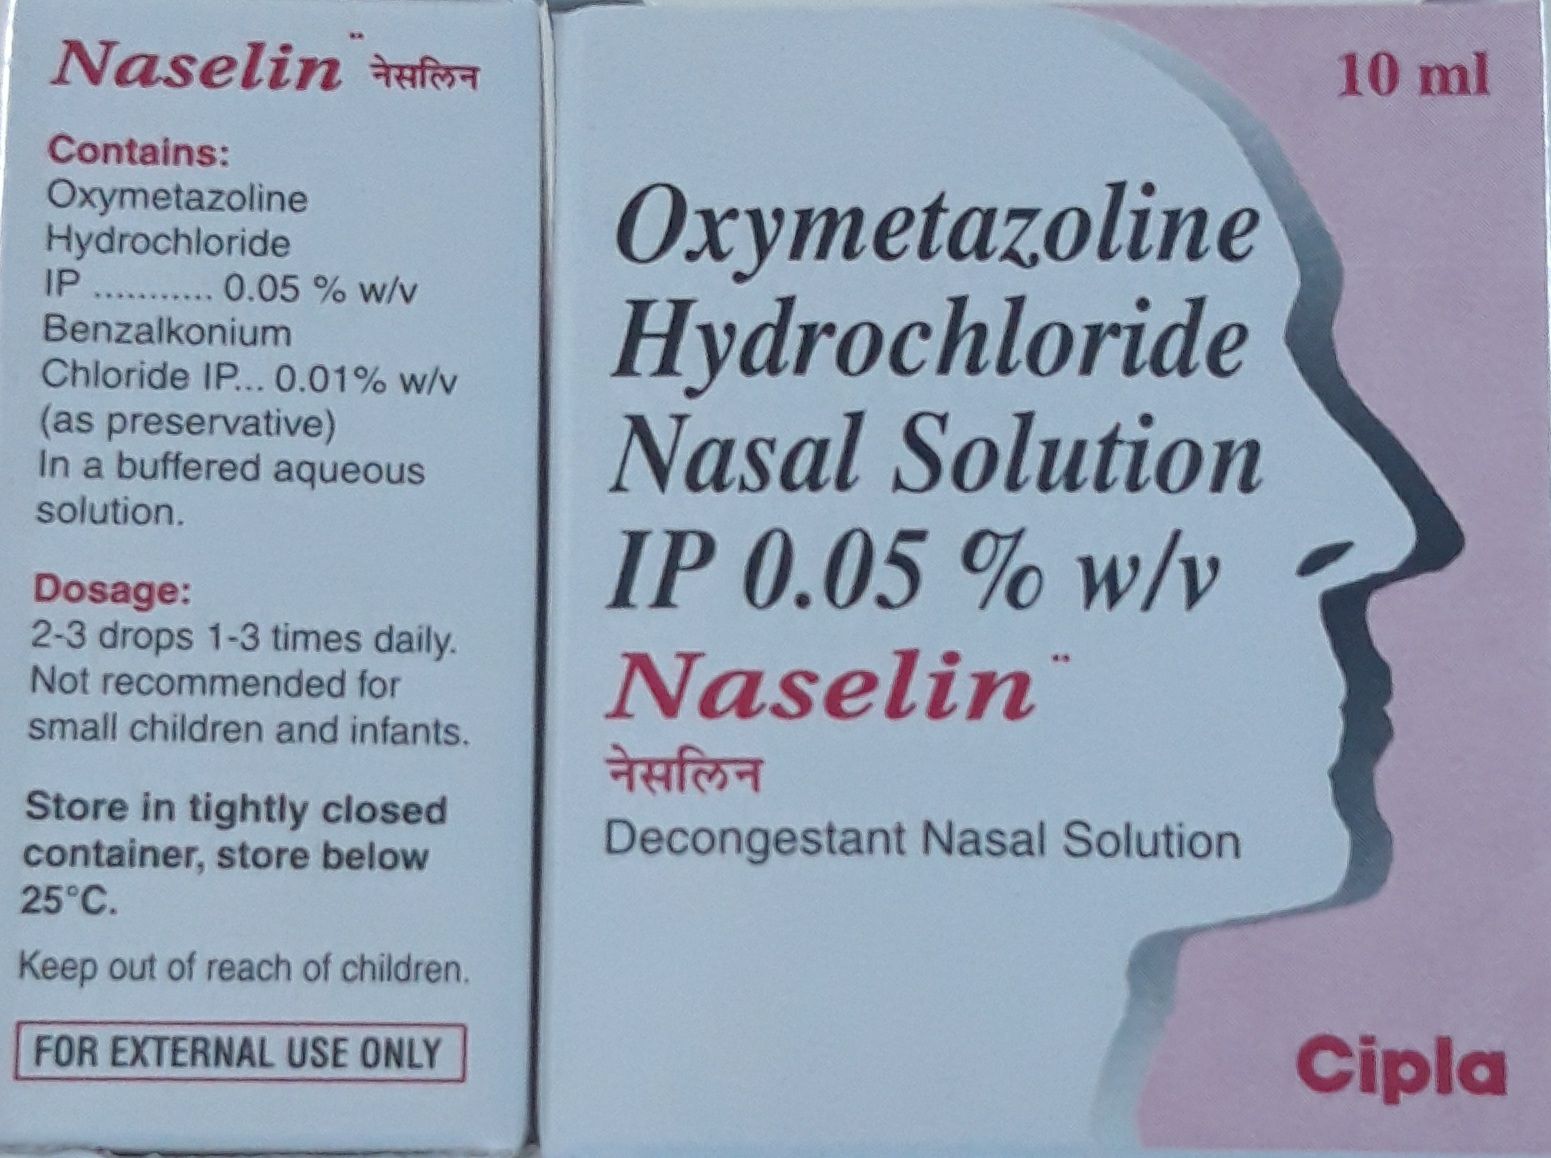 Naselin™ नेसलिन
Contains:
Oxymetazoline
Hydrochloride
IP ........... 0.05 % w/v
Benzalkonium
Chloride IP... 0.01% w/v
(as preservative)
In a buffered aqueous
solution.
Dosage:
2-3 drops 1-3 times daily.
Not recommended for
small children and infants.
Store in tightly closed
container, store below
25°C.
Keep out of reach of children.
FOR EXTERNAL USE ONLY
10 ml
Oxymetazoline
Hydrochloride
Nasal Solution
IP 0.05 % w/v
Naselin™
नेसलिन
Decongestant Nasal Solution
Cipla